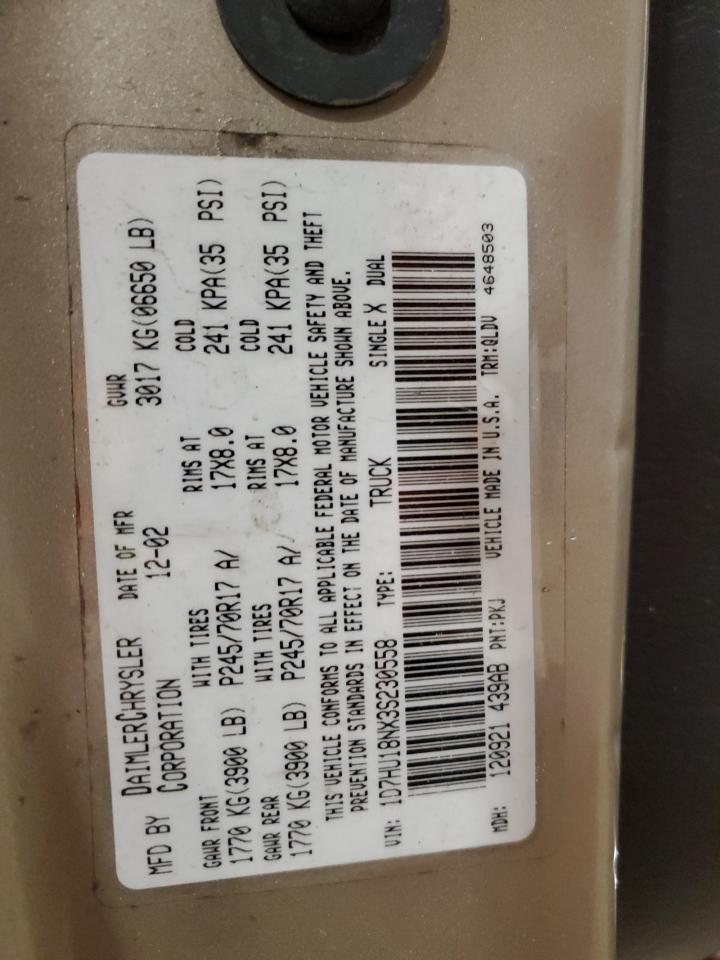 MFD BY DAIMLERCHRYSLER CORPORATION DATE OF MFR 12-02 GVWR 3017 KG(06650 LB)
GAWR FRONT WITH TIRES RIMS AT COLD
1770 KG(3900 LB) P245/70R17 A/ 17X8.0 241 KPA(35 PSI)
GAWR REAR WITH TIRES RIMS AT COLD
1770 KG(3900 LB) P245/70R17 A/ 17X8.0 241 KPA(35 PSI)
THIS VEHICLE CONFORMS TO ALL APPLICABLE FEDERAL MOTOR VEHICLE SAFETY AND THEFT
PREVENTION STANDARDS IN EFFECT ON THE DATE OF MANUFACTURE SHOWN ABOVE.
VIN: 1D7HU18NX3S230558 TYPE: TRUCK SINGLE X DUAL
MDH: 120921 439AB PNT:PKJ VEHICLE MADE IN U.S.A. TRM:QLDV 4648503